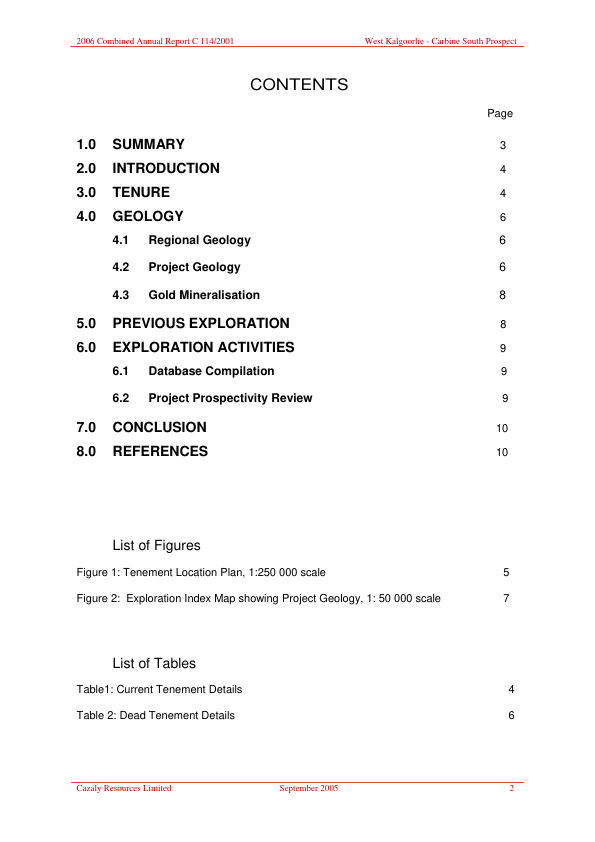 2006 Combined Annual Report C 114/2001 West Kalgoorlie - Carbine South Prospect
CONTENTS
Page
1.0 SUMMARY 3
2.0 INTRODUCTION 4
3.0 TENURE 4
4.0 GEOLOGY 6
4.1 Regional Geology 6
4.2 Project Geology 6
4.3 Gold Mineralisation 8
5.0 PREVIOUS EXPLORATION 8
6.0 EXPLORATION ACTIVITIES 9
6.1 Database Compilation 9
6.2 Project Prospectivity Review 9
7.0 CONCLUSION 10
8.0 REFERENCES 10
List of Figures
Figure 1: Tenement Location Plan, 1:250 000 scale 5
Figure 2: Exploration Index Map showing Project Geology, 1: 50 000 scale 7
List of Tables
Table1: Current Tenement Details 4
Table 2: Dead Tenement Details 6
Cazaly Resources Limited September 2005 2